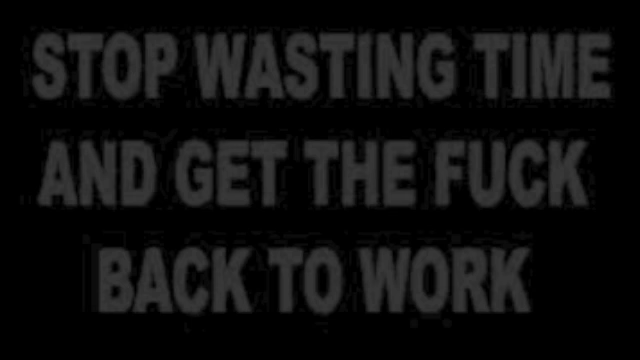 STOP WASTING TIME
AND GET THE FUCK
BACK TO WORK